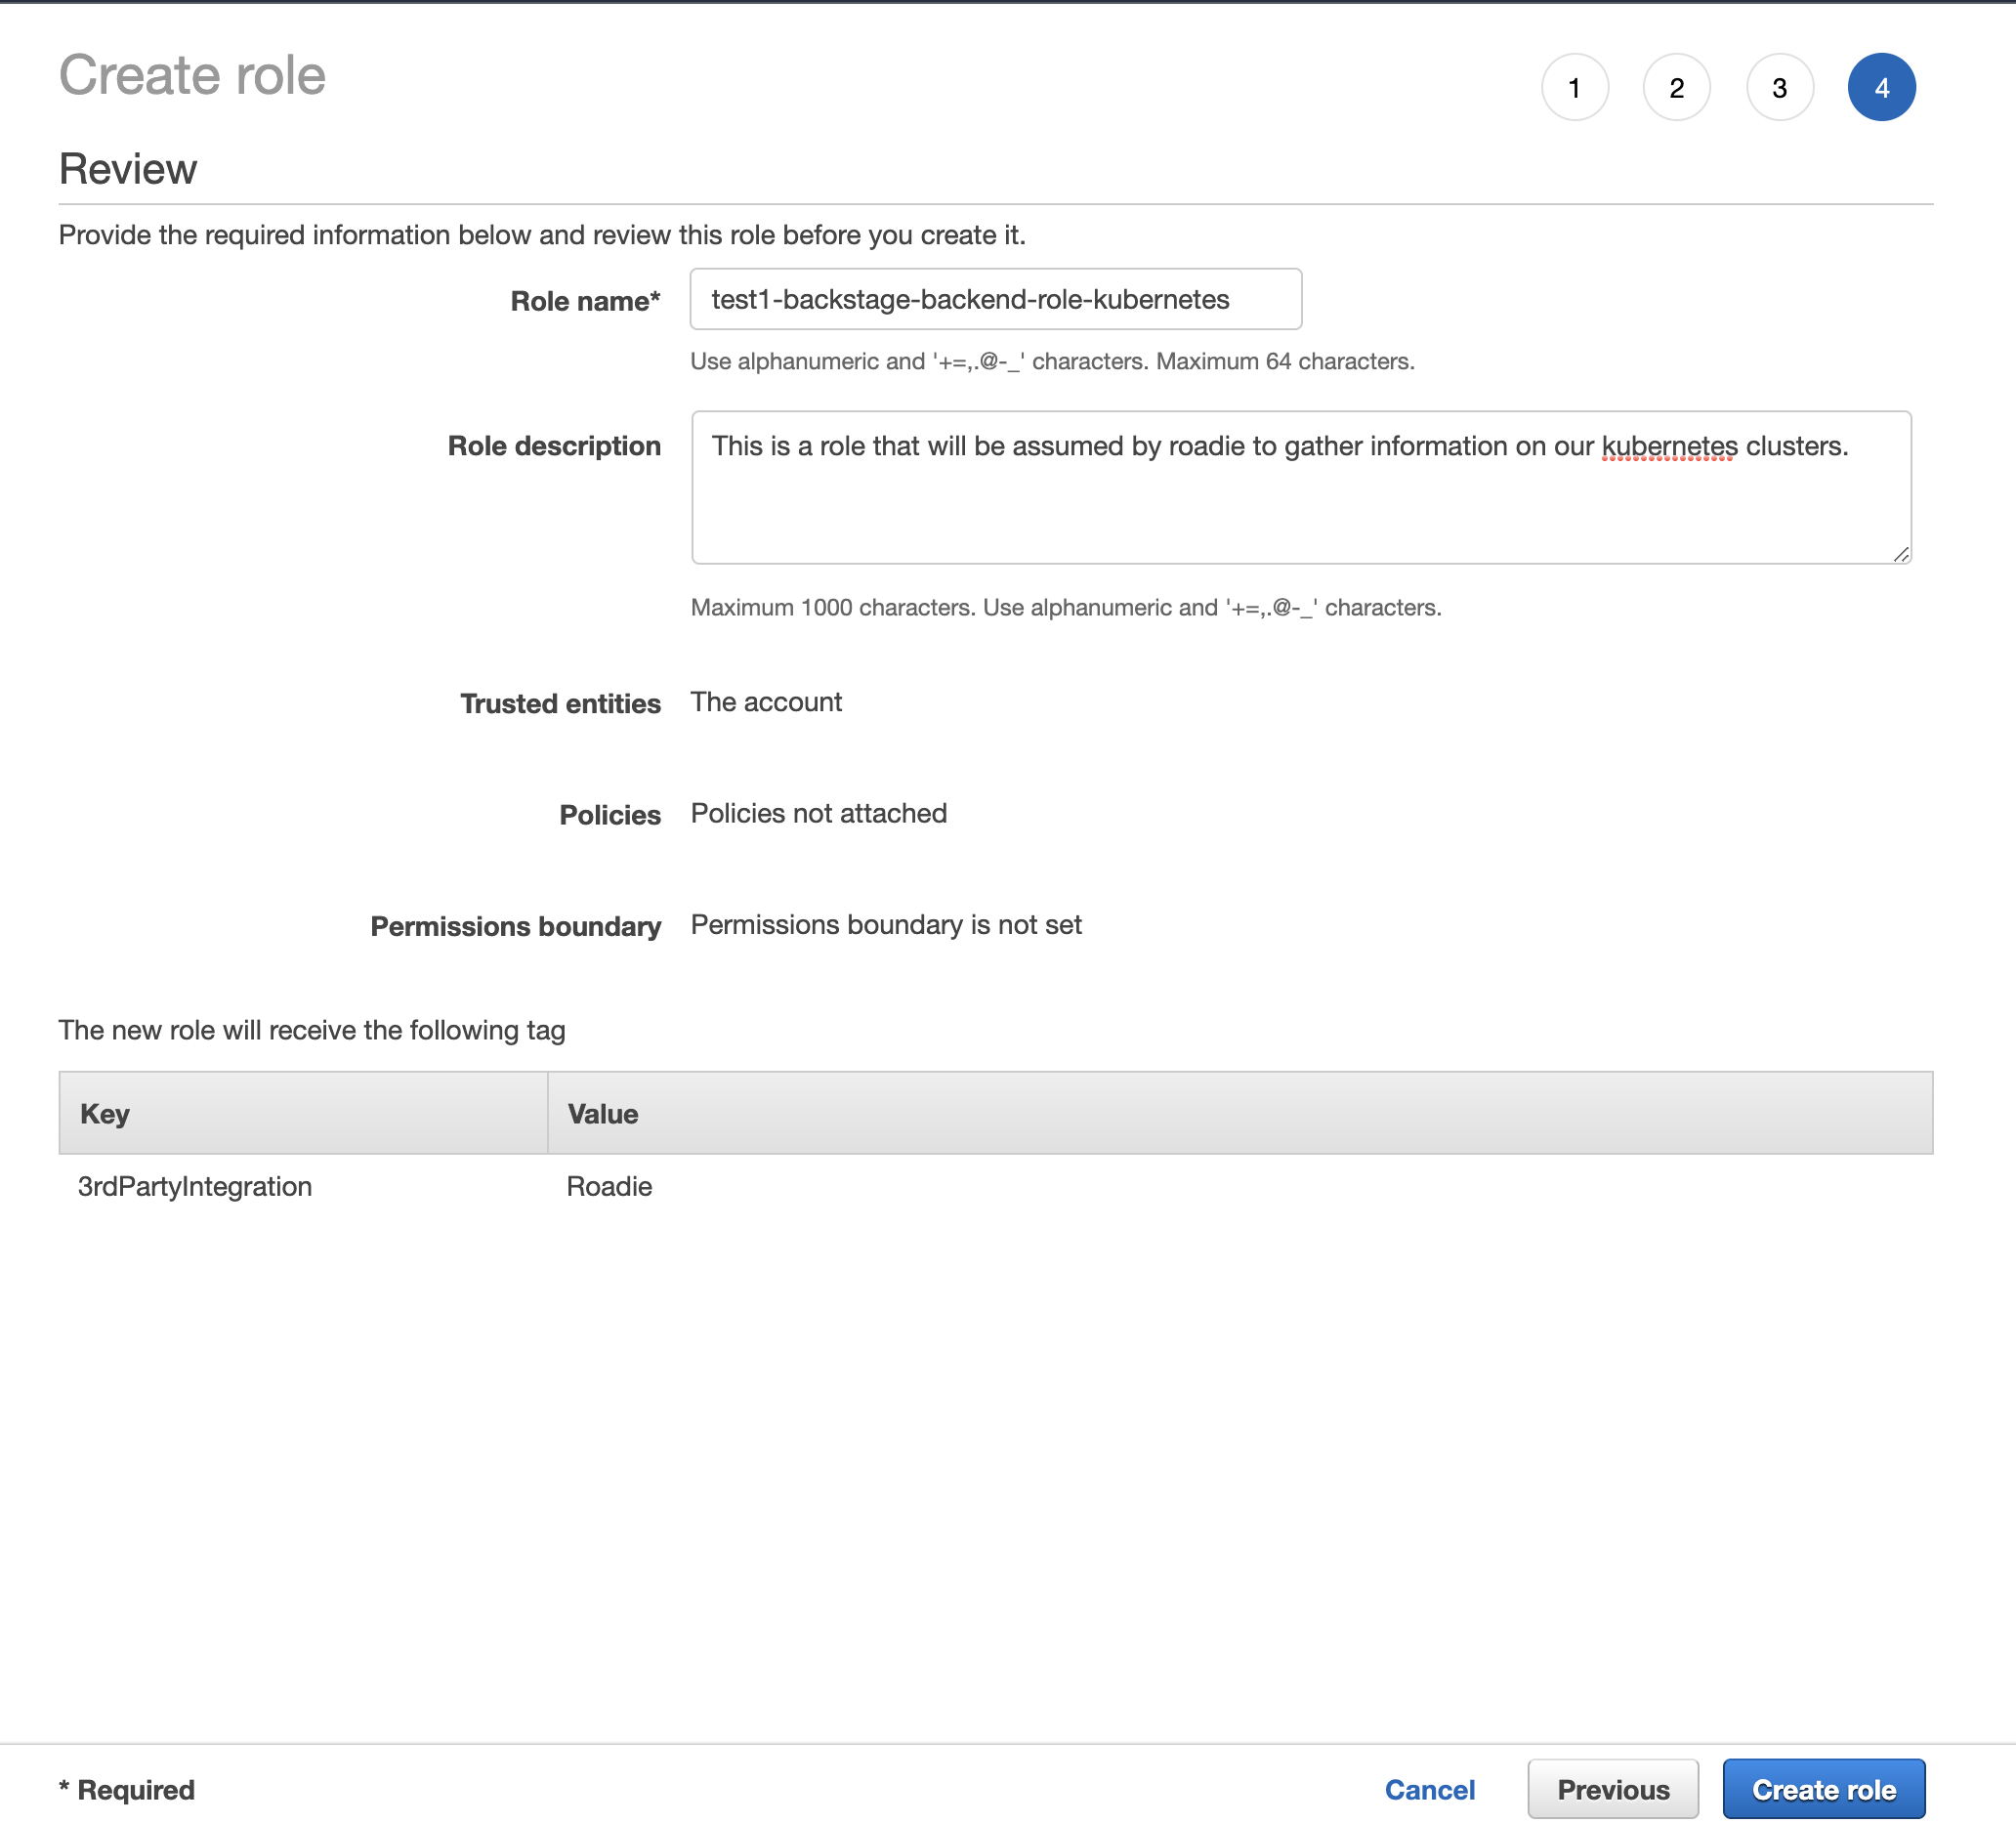 Create role
1 2 3 4
Review
Provide the required information below and review this role before you create it.
Role name* test1-backstage-backend-role-kubernetes
Use alphanumeric and '+=,.@-_' characters. Maximum 64 characters.
Role description This is a role that will be assumed by roadie to gather information on our kubernetes clusters.
Maximum 1000 characters. Use alphanumeric and '+=,.@-_' characters.
Trusted entities The account
Policies Policies not attached
Permissions boundary Permissions boundary is not set
The new role will receive the following tag
Key Value
3rdPartyIntegration Roadie
* Required Cancel Previous Create role